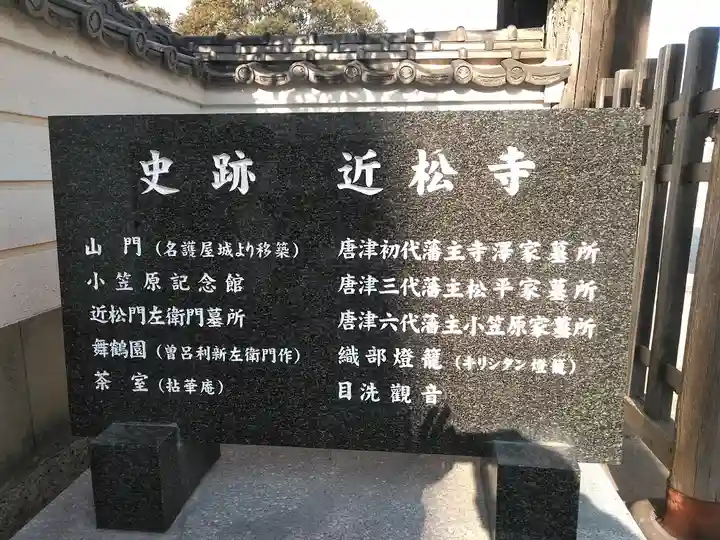 史跡 近松寺
山門（名護屋城より移築）
小笠原記念館
近松門左衛門墓所
舞鶴園（曽呂利新左衛門作）
茶室（拈華庵）
唐津初代藩主寺澤家墓所
唐津三代藩主松平家墓所
唐津六代藩主小笠原家墓所
織部燈籠（キリシタン燈籠）
目洗觀音